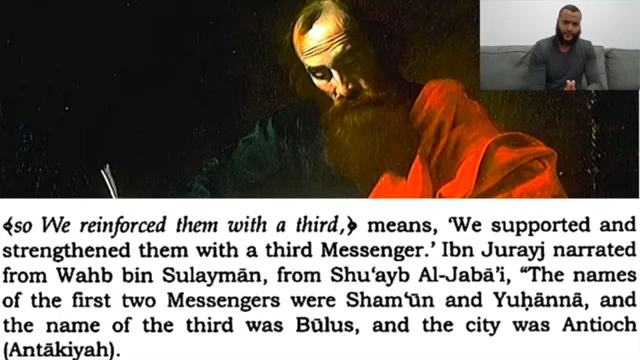 ﴾so We reinforced them with a third,﴿ means, 'We supported and
strengthened them with a third Messenger.' Ibn Jurayj narrated
from Wahb bin Sulaymān, from Shu'ayb Al-Jabā'i, "The names
of the first two Messengers were Sham'ūn and Yuḥānnā, and
the name of the third was Būlus, and the city was Antioch
(Antākiyah).